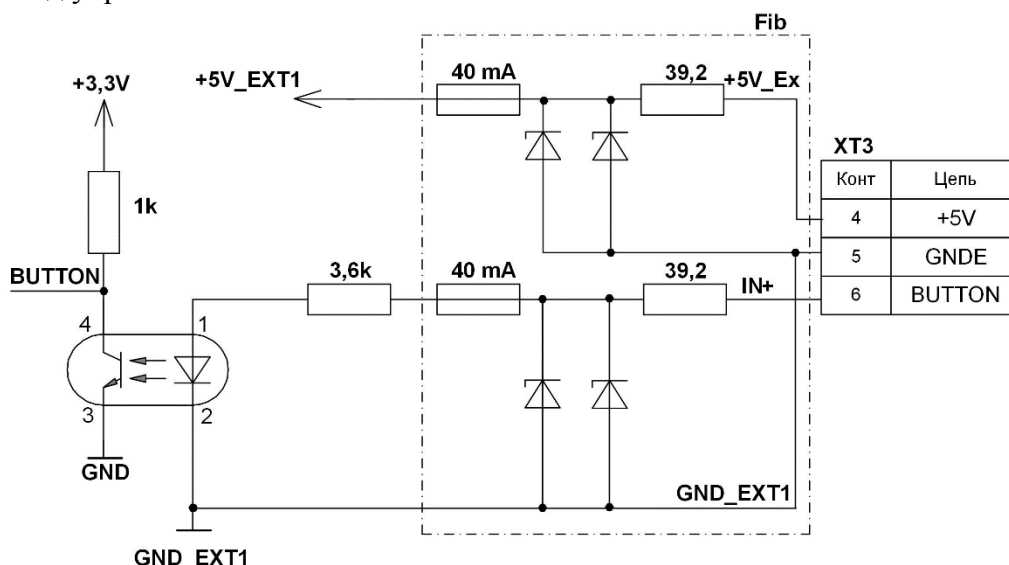 Fib
+3,3V
+5V_EXT1
40 mA
39,2
+5V_Ex
XT3
Конт
Цепь
1k
4
+5V
5
GNDE
BUTTON
3,6k
40 mA
39,2
IN+
6
BUTTON
4
1
3
2
GND
GND_EXT1
GND_EXT1